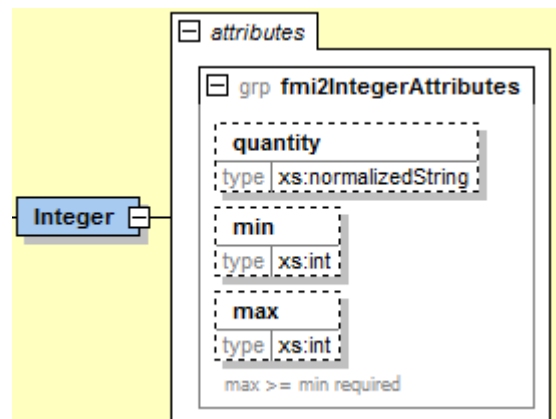 attributes
grp fmi2IntegerAttributes
quantity
type xs:normalizedString
Integer
min
type xs:int
max
type xs:int
max >= min required